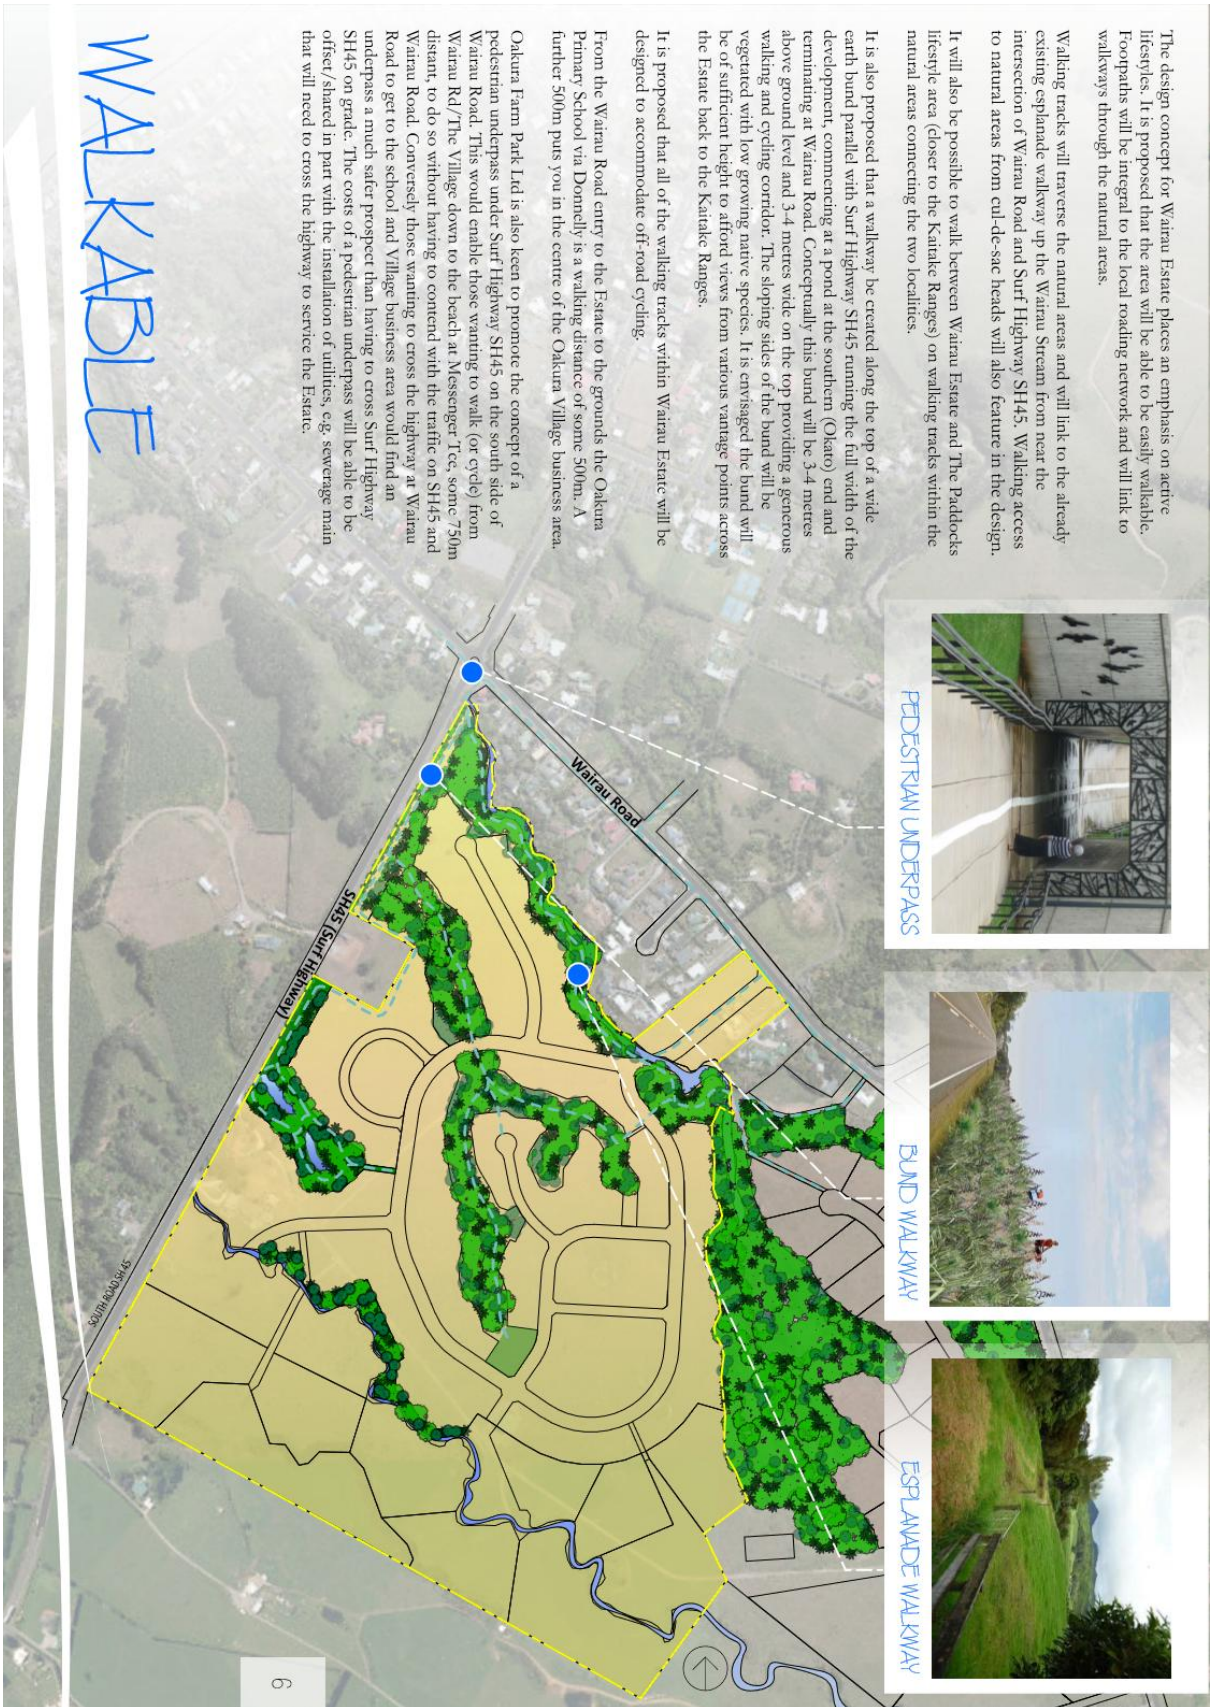 The design concept for Wairau Estate places an emphasis on active
lifestyles. It is proposed that the area will be able to be easily walkable.
Footpaths will be integral to the local roading network and will link to
walkways through the natural areas.
Walking tracks will traverse the natural areas and will link to the already
existing esplanade walkway up the Wairau Stream from near the
intersection of Wairau Road and Surf Highway SH45. Walking access
to natural areas from cul-de-sac heads will also feature in the design.
It will also be possible to walk between Wairau Estate and The Paddocks
lifestyle area (closer to the Kaitake Ranges) on walking tracks within the
natural areas connecting the two localities.
It is also proposed that a walkway be created along the top of a wide
earth bund parallel with Surf Highway SH45 running the full width of the
development, commencing at a pond at the southern (Okato) end and
terminating at Wairau Road. Conceptually this bund will be 3-4 metres
above ground level and 3-4 metres wide on the top providing a generous
walking and cycling corridor. The sloping sides of the bund will be
vegetated with low growing native species. It is envisaged the bund will
be of sufficient height to afford views from various vantage points across
the Estate back to the Kaitake Ranges.
It is proposed that all of the walking tracks within Wairau Estate will be
designed to accommodate off-road cycling.
From the Wairau Road entry to the Estate to the grounds the Oakura
Primary School via Donnelly is a walking distance of some 500m. A
further 500m puts you in the centre of the Oakura Village business area.
Oakura Farm Park Ltd is also keen to promote the concept of a
pedestrian underpass under Surf Highway SH45 on the south side of
Wairau Road. This would enable those wanting to walk (or cycle) from
Wairau Rd/The Village down to the beach at Messenger Tce, some 750m
distant, to do so without having to contend with the traffic on SH45 and
Wairau Road. Conversely those wanting to cross the highway at Wairau
Road to get to the school and Village business area would find an
underpass a much safer prospect than having to cross Surf Highway
SH45 on grade. The costs of a pedestrian underpass will be able to be
offset/shared in part with the installation of utilities, e.g. sewerage main
that will need to cross the highway to service the Estate.
WALKABLE
PEDESTRIAN UNDERPASS
BUND WALKWAY
ESPLANADE WALKWAY
Wairau Road
SH45 (Surf Highway)
SOUTH ROAD SH 45
6